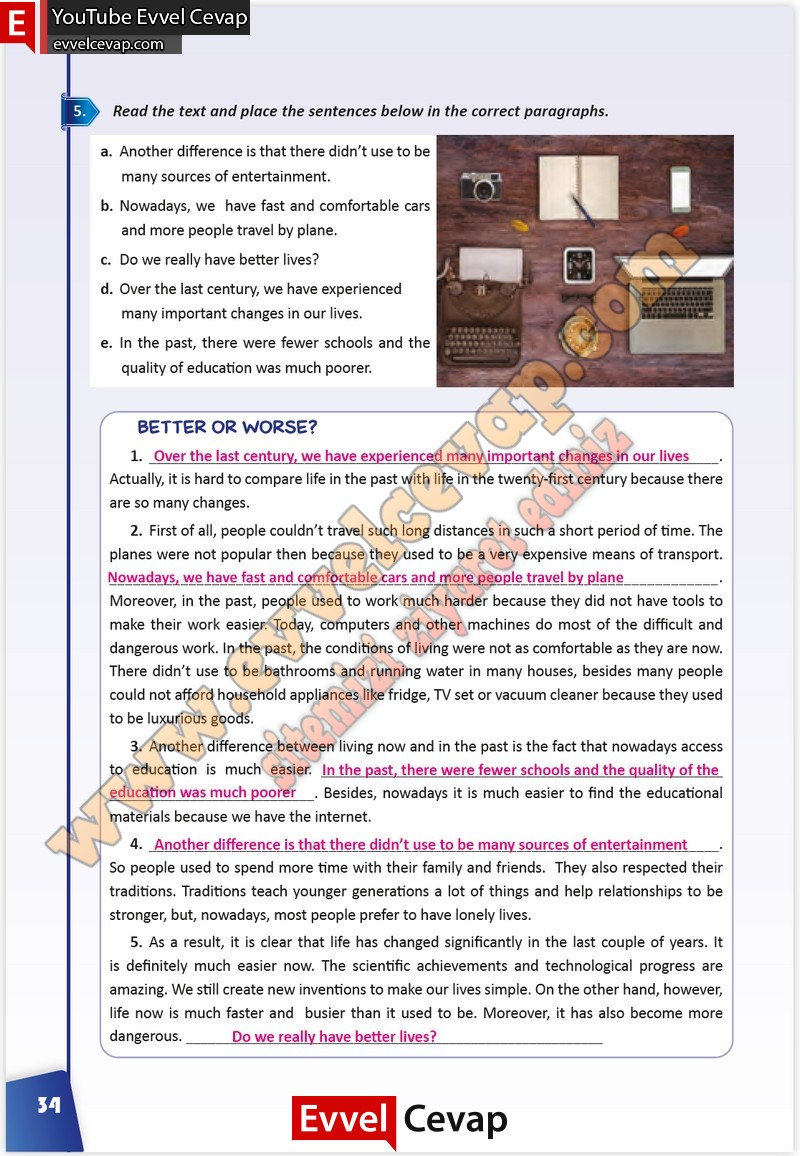 E YouTube Evvel Cevap
evvelcevap.com
5. Read the text and place the sentences below in the correct paragraphs.
a. Another difference is that there didn't use to be
many sources of entertainment.
b. Nowadays, we have fast and comfortable cars
and more people travel by plane.
c. Do we really have better lives?
d. Over the last century, we have experienced
many important changes in our lives.
e. In the past, there were fewer schools and the
quality of education was much poorer.
BETTER OR WORSE?
1. Over the last century, we have experienced many important changes in our lives.
Actually, it is hard to compare life in the past with life in the twenty-first century because there
are so many changes.
2. First of all, people couldn't travel such long distances in such a short period of time. The
planes were not popular then because they used to be a very expensive means of transport.
Nowadays, we have fast and comfortable cars and more people travel by plane.
Moreover, in the past, people used to work much harder because they did not have tools to
make their work easier. Today, computers and other machines do most of the difficult and
dangerous work. In the past, the conditions of living were not as comfortable as they are now.
There didn't use to be bathrooms and running water in many houses, besides many people
could not afford household appliances like fridge, TV set or vacuum cleaner because they used
to be luxurious goods.
3. Another difference between living now and in the past is the fact that nowadays access
to education is much easier. In the past, there were fewer schools and the quality of the
education was much poorer. Besides, nowadays it is much easier to find the educational
materials because we have the internet.
4. Another difference is that there didn't use to be many sources of entertainment.
So people used to spend more time with their family and friends. They also respected their
traditions. Traditions teach younger generations a lot of things and help relationships to be
stronger, but, nowadays, most people prefer to have lonely lives.
5. As a result, it is clear that life has changed significantly in the last couple of years. It
is definitely much easier now. The scientific achievements and technological progress are
amazing. We still create new inventions to make our lives simple. On the other hand, however,
life now is much faster and busier than it used to be. Moreover, it has also become more
dangerous. Do we really have better lives?
www.evvelcevap.com
sitemizi ziyaret ediniz
34
Evvel Cevap